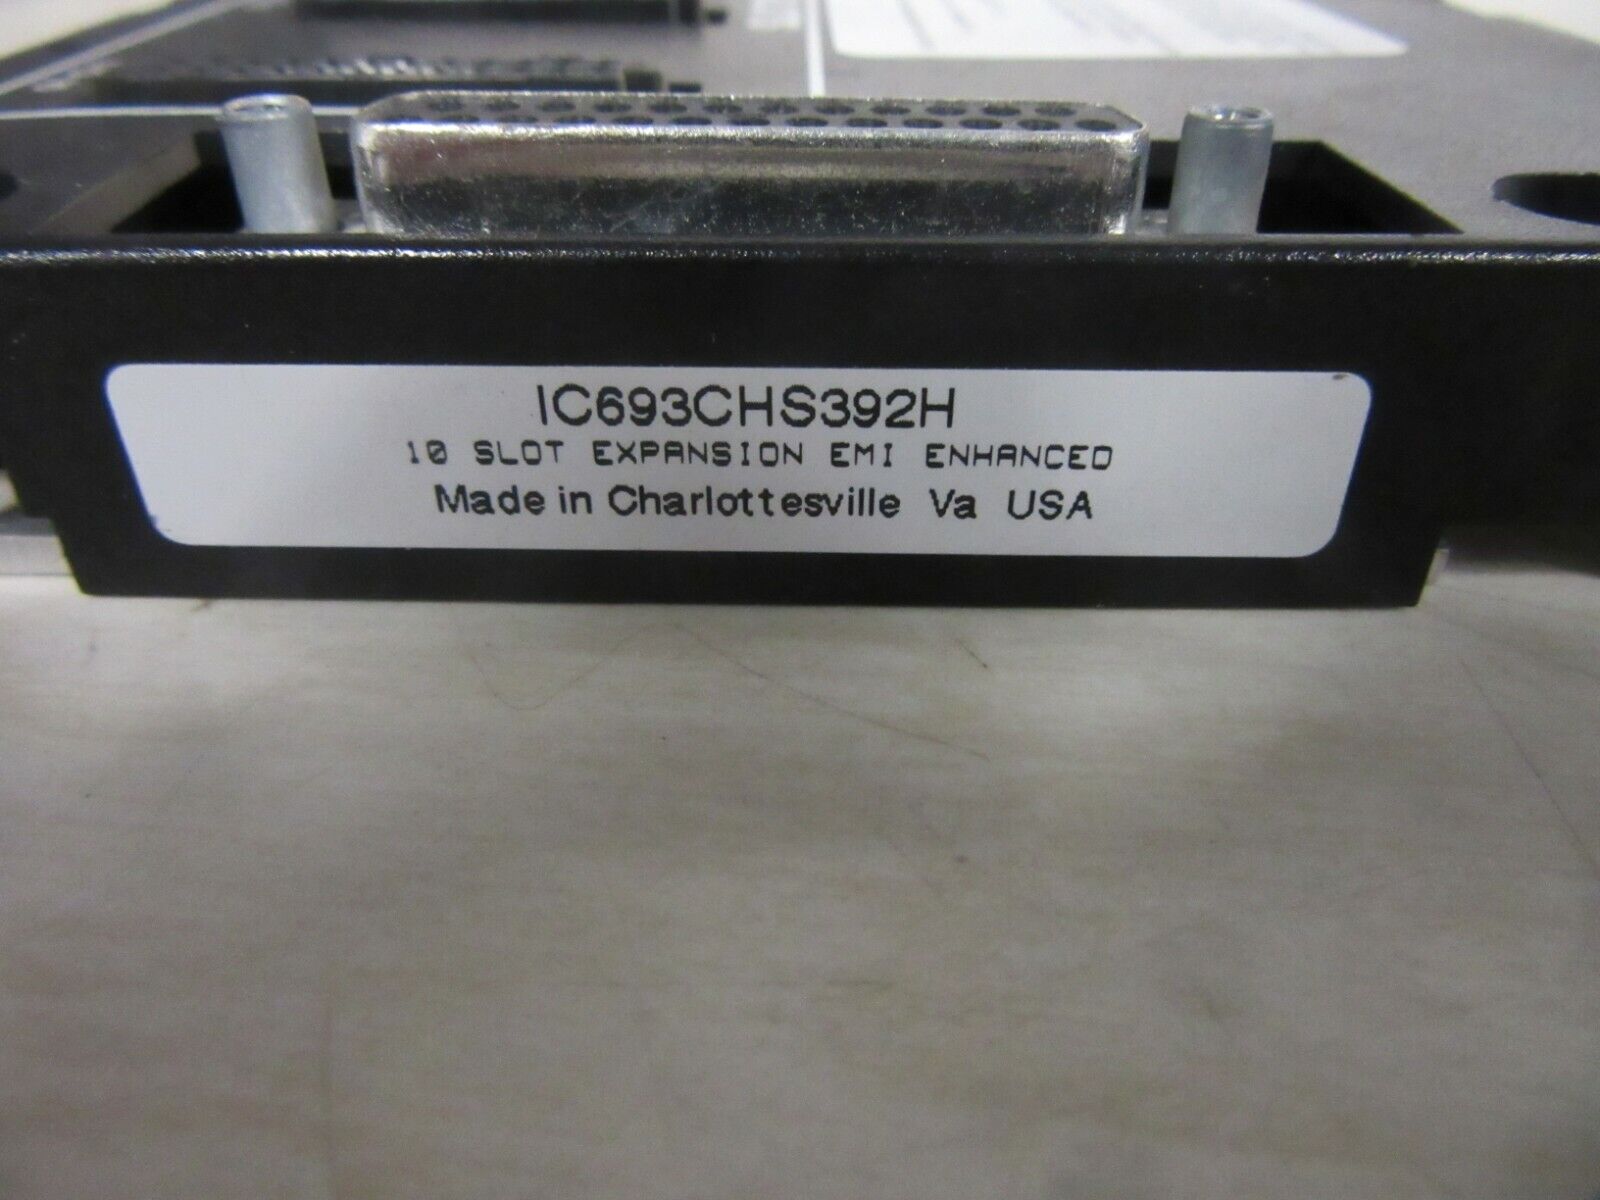 IC693CHS392H
10 SLOT EXPANSION EMI ENHANCED
Made in Charlottesville Va USA